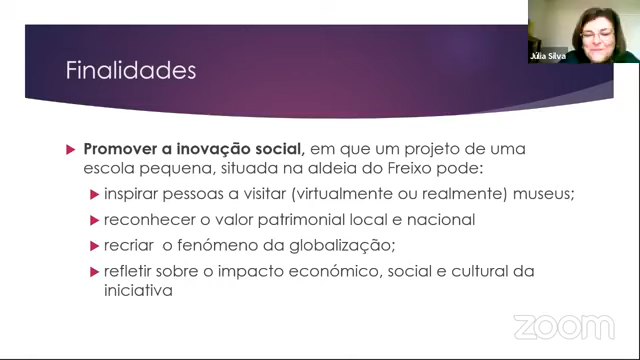 Júlia Silva
Finalidades
Promover a inovação social, em que um projeto de uma
escola pequena, situada na aldeia do Freixo pode:
inspirar pessoas a visitar (virtualmente ou realmente) museus;
reconhecer o valor patrimonial local e nacional
recriar o fenómeno da globalização;
refletir sobre o impacto económico, social e cultural da
iniciativa
zoom